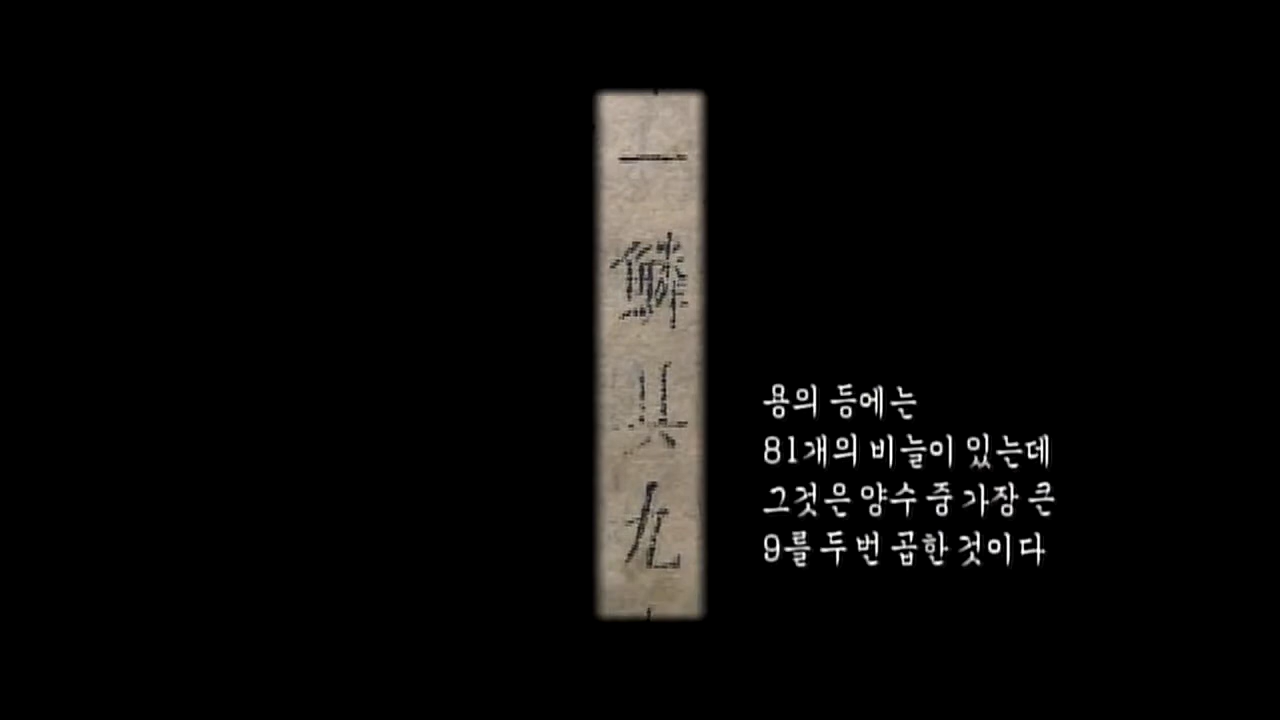 一鱗具九
용의 등에는
81개의 비늘이 있는데
그것은 양수 중 가장 큰
9를 두 번 곱한 것이다